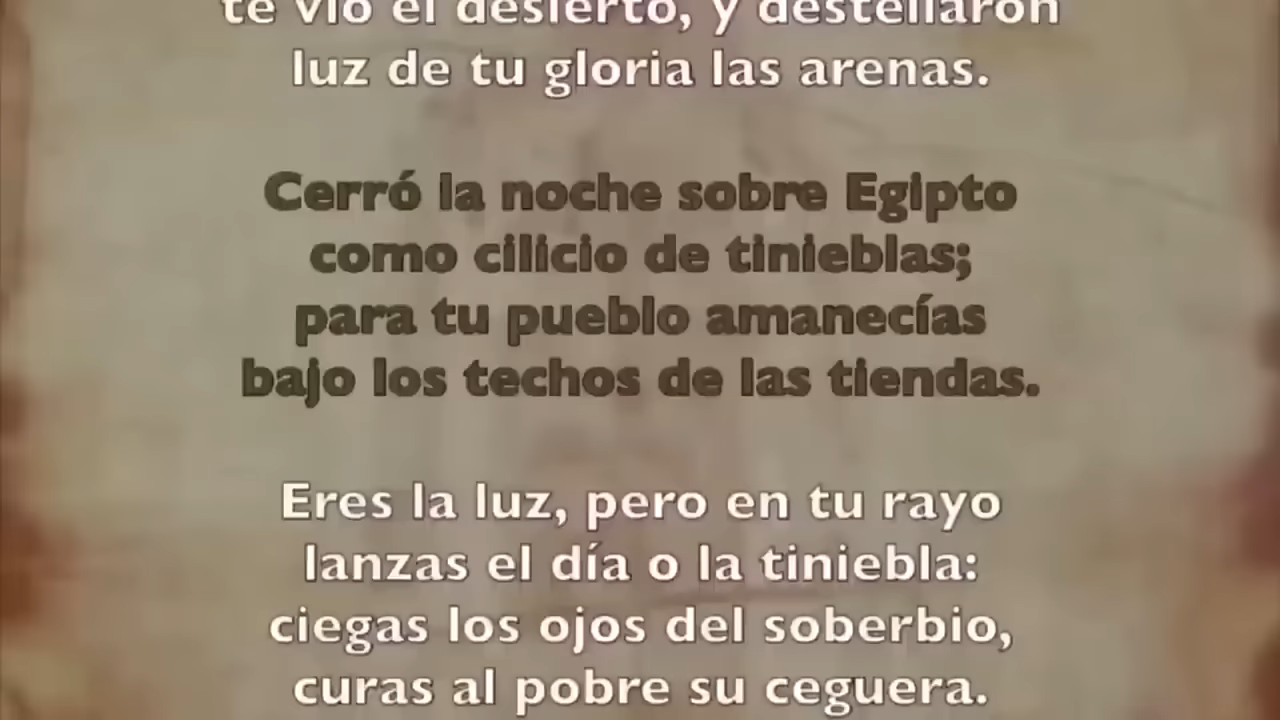 te vio el desierto, y destellaron
luz de tu gloria las arenas.
Cerró la noche sobre Egipto
como cilicio de tinieblas;
para tu pueblo amanecías
bajo los techos de las tiendas.
Eres la luz, pero en tu rayo
lanzas el día o la tiniebla:
ciegas los ojos del soberbio,
curas al pobre su ceguera.